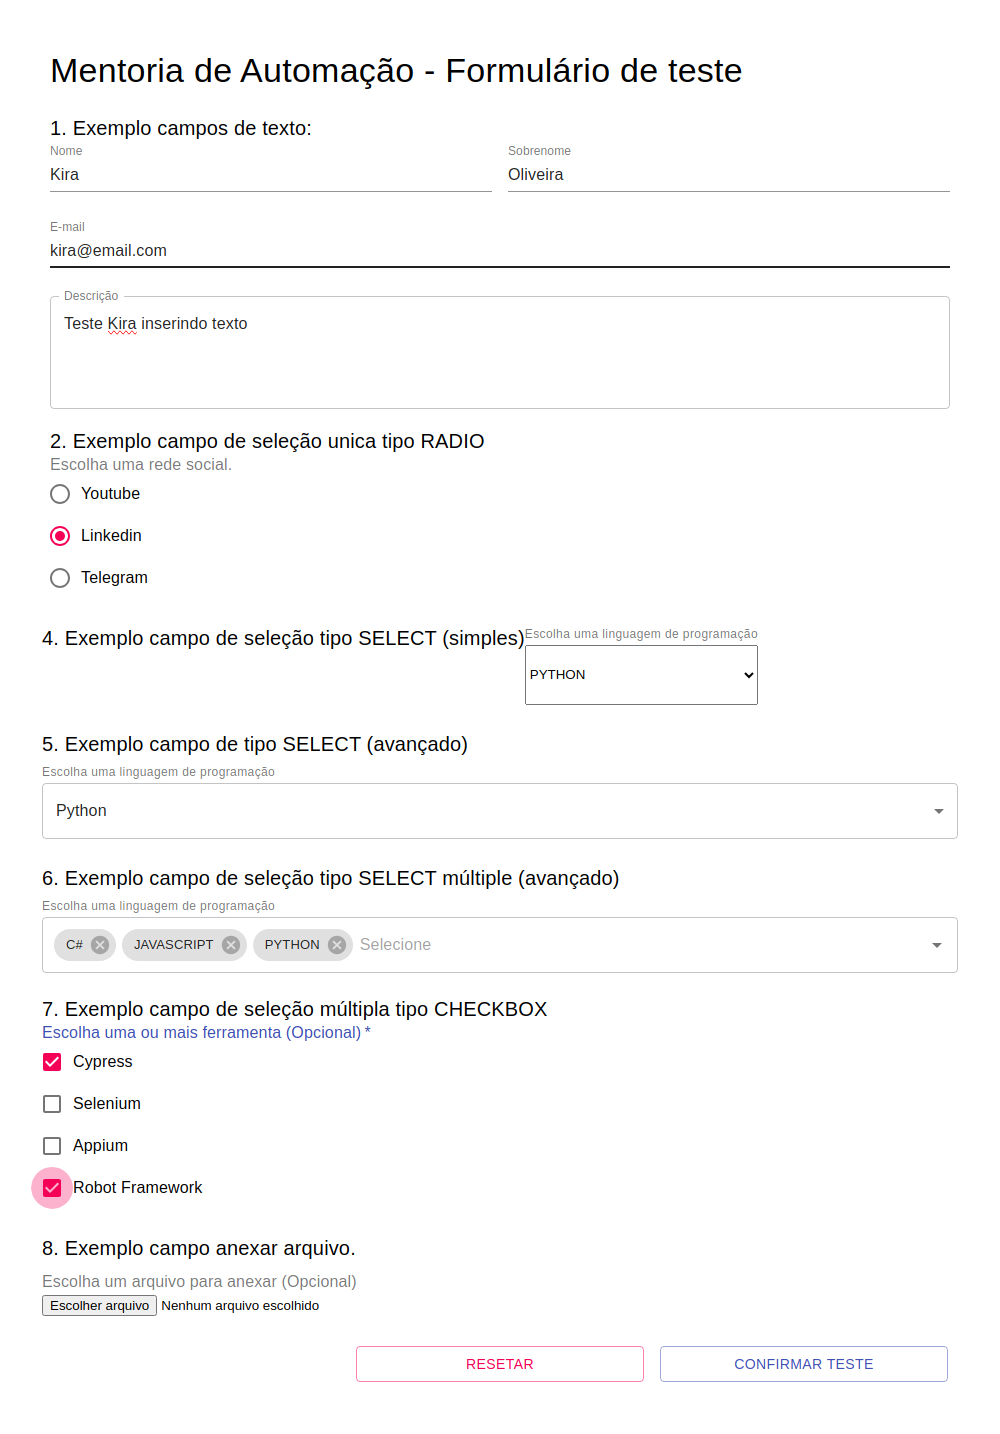 Mentoria de Automação - Formulário de teste
1. Exemplo campos de texto:
Nome Sobrenome
Kira Oliveira
E-mail
kira@email.com
Descrição
Teste Kira inserindo texto
2. Exemplo campo de seleção unica tipo RADIO
Escolha uma rede social.
Youtube
Linkedin
Telegram
4. Exemplo campo de seleção tipo SELECT (simples) Escolha uma linguagem de programação
PYTHON
5. Exemplo campo de tipo SELECT (avançado)
Escolha uma linguagem de programação
Python
6. Exemplo campo de seleção tipo SELECT múltiple (avançado)
Escolha uma linguagem de programação
C# JAVASCRIPT PYTHON Selecione
7. Exemplo campo de seleção múltipla tipo CHECKBOX
Escolha uma ou mais ferramenta (Opcional) *
Cypress
Selenium
Appium
Robot Framework
8. Exemplo campo anexar arquivo.
Escolha um arquivo para anexar (Opcional)
Escolher arquivo Nenhum arquivo escolhido
RESETAR CONFIRMAR TESTE